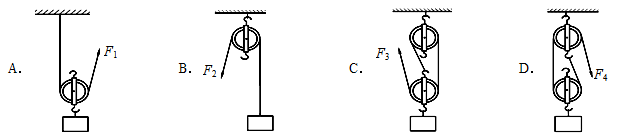 A. F₁ B. F₂ C. F₃ D. F₄